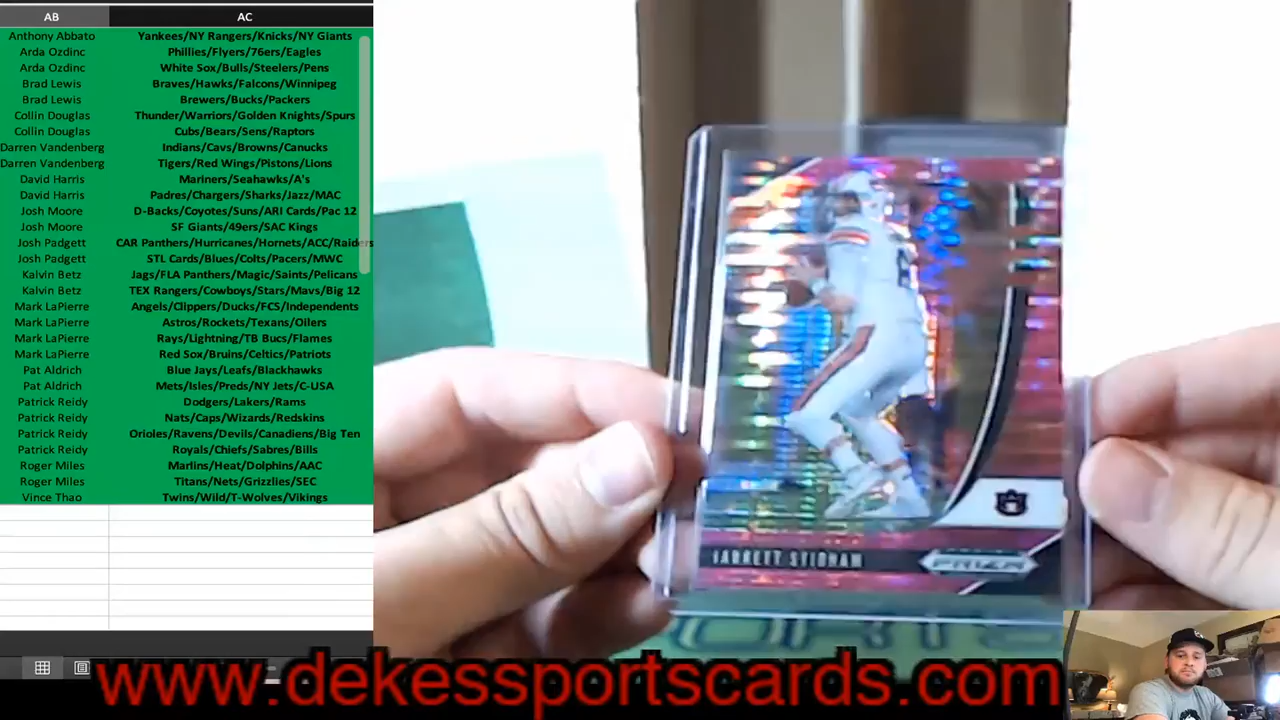 AB AC
Anthony Abbato Yankees/NY Rangers/Knicks/NY Giants
Arda Ozdinc Phillies/Flyers/76ers/Eagles
Arda Ozdinc White Sox/Bulls/Steelers/Pens
Brad Lewis Braves/Hawks/Falcons/Winnipeg
Brad Lewis Brewers/Bucks/Packers
Collin Douglas Thunder/Warriors/Golden Knights/Spurs
Collin Douglas Cubs/Bears/Sens/Raptors
Darren Vandenberg Indians/Cavs/Browns/Canucks
Darren Vandenberg Tigers/Red Wings/Pistons/Lions
David Harris Mariners/Seahawks/A's
David Harris Padres/Chargers/Sharks/Jazz/MAC
Josh Moore D-Backs/Coyotes/Suns/ARI Cards/Pac 12
Josh Moore SF Giants/49ers/SAC Kings
Josh Padgett CAR Panthers/Hurricanes/Hornets/ACC/Raiders
Josh Padgett STL Cards/Blues/Colts/Pacers/MWC
Kalvin Betz Jags/FLA Panthers/Magic/Saints/Pelicans
Kalvin Betz TEX Rangers/Cowboys/Stars/Mavs/Big 12
Mark LaPierre Angels/Clippers/Ducks/FCS/Independents
Mark LaPierre Astros/Rockets/Texans/Oilers
Mark LaPierre Rays/Lightning/TB Bucs/Flames
Mark LaPierre Red Sox/Bruins/Celtics/Patriots
Pat Aldrich Blue Jays/Leafs/Blackhawks
Pat Aldrich Mets/Isles/Preds/NY Jets/C-USA
Patrick Reidy Dodgers/Lakers/Rams
Patrick Reidy Nats/Caps/Wizards/Redskins
Patrick Reidy Orioles/Ravens/Devils/Canadiens/Big Ten
Patrick Reidy Royals/Chiefs/Sabres/Bills
Roger Miles Marlins/Heat/Dolphins/AAC
Roger Miles Titans/Nets/Grizzlies/SEC
Vince Thao Twins/Wild/T-Wolves/Vikings
JARRETT STIDHAM
PRIZM
www.dekessportscards.com